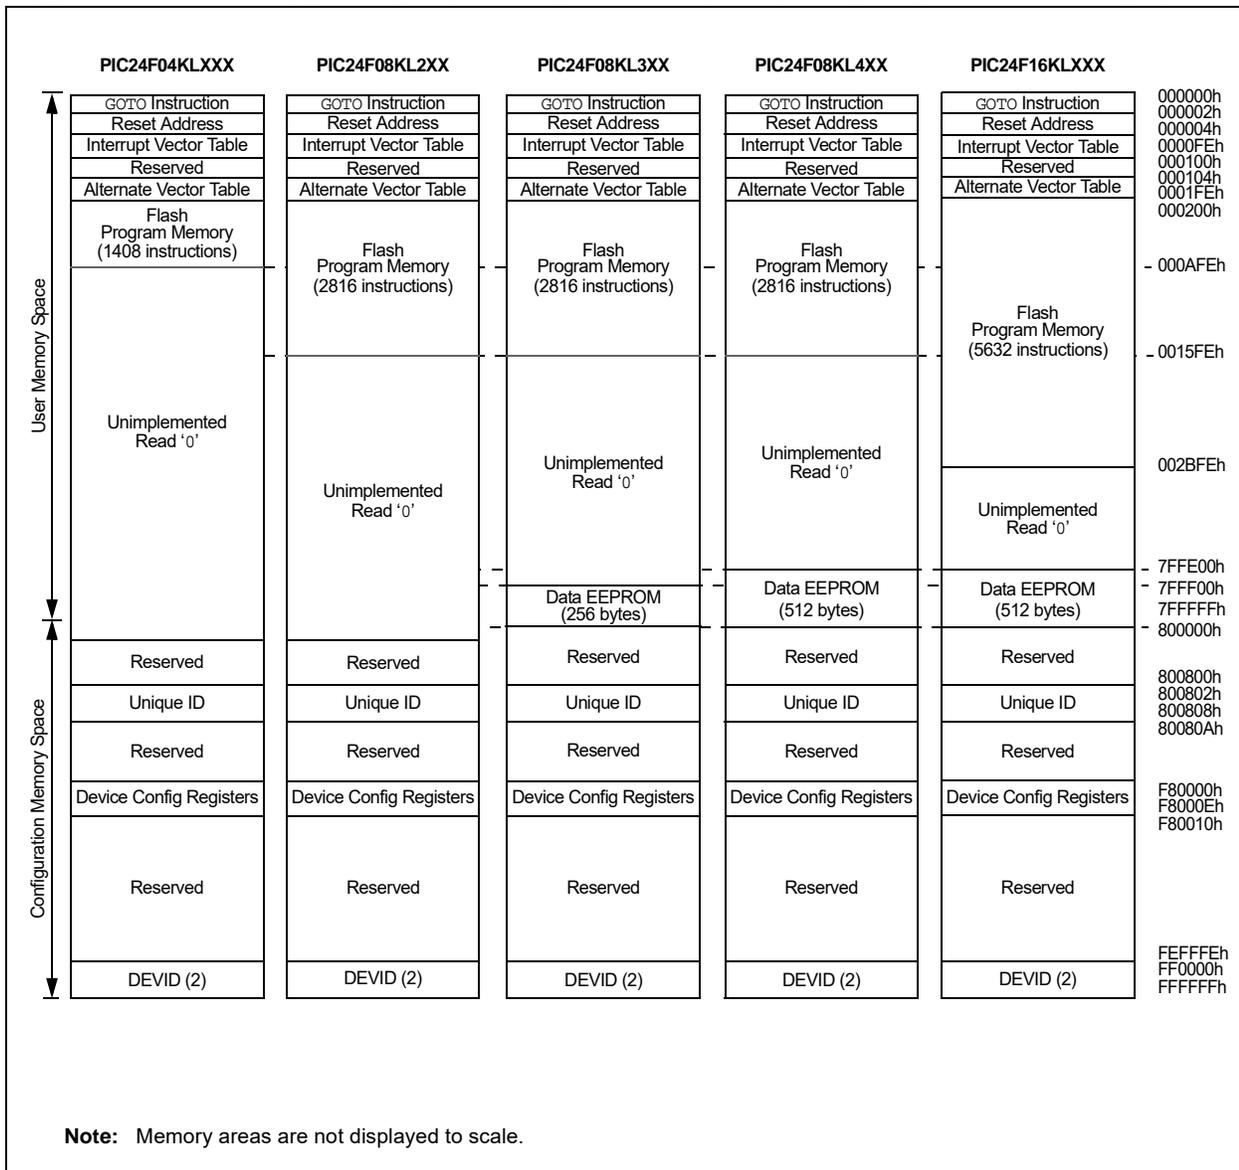 PIC24F04KLXXX
PIC24F08KL2XX
PIC24F08KL3XX
PIC24F08KL4XX
PIC24F16KLXXX
User Memory Space
Configuration Memory Space
GOTO Instruction
Reset Address
Interrupt Vector Table
Reserved
Alternate Vector Table
Flash
Program Memory
(1408 instructions)
Unimplemented
Read ‘0’
Reserved
Unique ID
Reserved
Device Config Registers
Reserved
DEVID (2)
GOTO Instruction
Reset Address
Interrupt Vector Table
Reserved
Alternate Vector Table
Flash
Program Memory
(2816 instructions)
Unimplemented
Read ‘0’
Reserved
Unique ID
Reserved
Device Config Registers
Reserved
DEVID (2)
GOTO Instruction
Reset Address
Interrupt Vector Table
Reserved
Alternate Vector Table
Flash
Program Memory
(2816 instructions)
Unimplemented
Read ‘0’
Data EEPROM
(256 bytes)
Reserved
Unique ID
Reserved
Device Config Registers
Reserved
DEVID (2)
GOTO Instruction
Reset Address
Interrupt Vector Table
Reserved
Alternate Vector Table
Flash
Program Memory
(2816 instructions)
Unimplemented
Read ‘0’
Data EEPROM
(512 bytes)
Reserved
Unique ID
Reserved
Device Config Registers
Reserved
DEVID (2)
GOTO Instruction
Reset Address
Interrupt Vector Table
Reserved
Alternate Vector Table
Flash
Program Memory
(5632 instructions)
Unimplemented
Read ‘0’
Data EEPROM
(512 bytes)
Reserved
Unique ID
Reserved
Device Config Registers
Reserved
DEVID (2)
000000h
000002h
000004h
0000FEh
000100h
000104h
0001FEh
000200h
000AFEh
0015FEh
002BFEh
7FFE00h
7FFF00h
7FFFFFh
800000h
800800h
800802h
800808h
80080Ah
F80000h
F8000Eh
F80010h
FEFFFEh
FF0000h
FFFFFFh
Note: Memory areas are not displayed to scale.